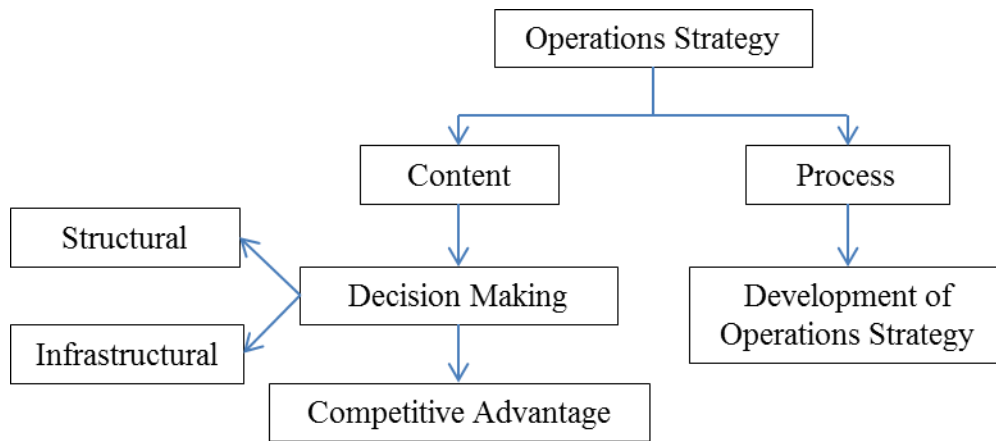 Operations Strategy
Content
Process
Structural
Decision Making
Development of
Operations Strategy
Infrastructural
Competitive Advantage